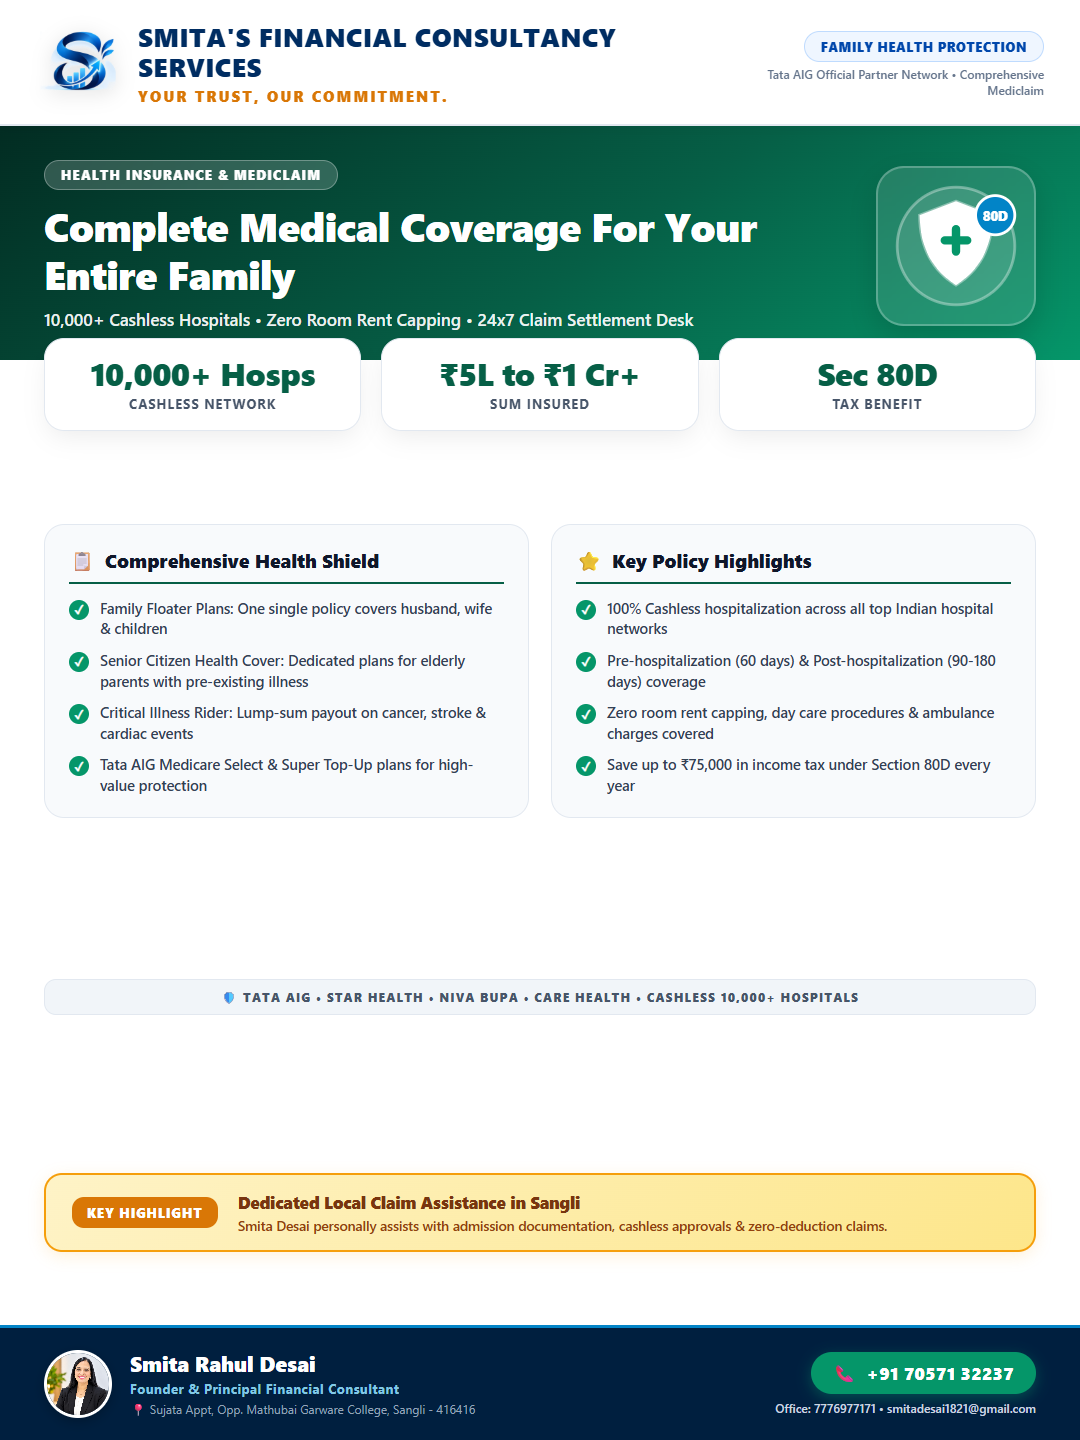 SMITA'S FINANCIAL CONSULTANCY
SERVICES
YOUR TRUST, OUR COMMITMENT.
FAMILY HEALTH PROTECTION
Tata AIG Official Partner Network • Comprehensive
Mediclaim
HEALTH INSURANCE & MEDICLAIM
Complete Medical Coverage For Your
Entire Family
10,000+ Cashless Hospitals • Zero Room Rent Capping • 24x7 Claim Settlement Desk
80D
10,000+ Hosps
CASHLESS NETWORK
₹5L to ₹1 Cr+
SUM INSURED
Sec 80D
TAX BENEFIT
Comprehensive Health Shield
Family Floater Plans: One single policy covers husband, wife
& children
Senior Citizen Health Cover: Dedicated plans for elderly
parents with pre-existing illness
Critical Illness Rider: Lump-sum payout on cancer, stroke &
cardiac events
Tata AIG Medicare Select & Super Top-Up plans for high-
value protection
Key Policy Highlights
100% Cashless hospitalization across all top Indian hospital
networks
Pre-hospitalization (60 days) & Post-hospitalization (90-180
days) coverage
Zero room rent capping, day care procedures & ambulance
charges covered
Save up to ₹75,000 in income tax under Section 80D every
year
TATA AIG • STAR HEALTH • NIVA BUPA • CARE HEALTH • CASHLESS 10,000+ HOSPITALS
KEY HIGHLIGHT
Dedicated Local Claim Assistance in Sangli
Smita Desai personally assists with admission documentation, cashless approvals & zero-deduction claims.
Smita Rahul Desai
Founder & Principal Financial Consultant
Sujata Appt, Opp. Mathubai Garware College, Sangli - 416416
+91 70571 32237
Office: 7776977171 • smitadesai1821@gmail.com